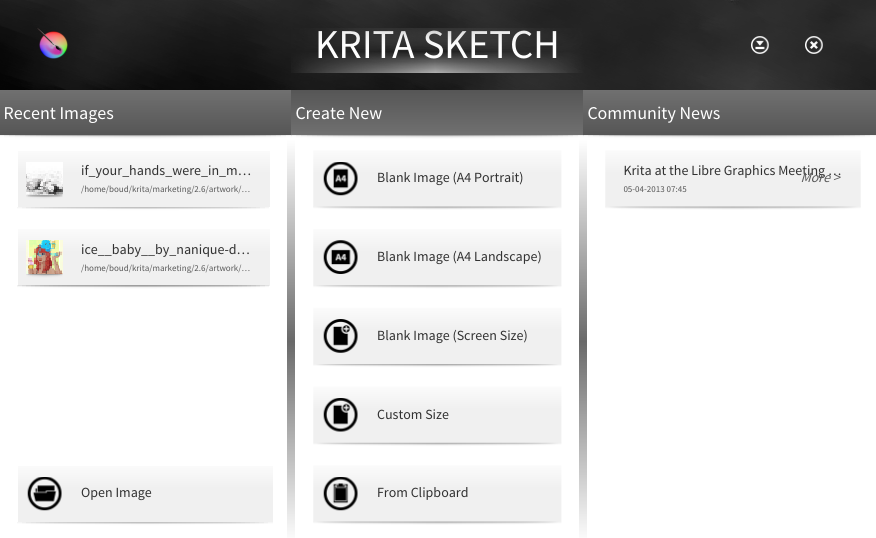 KRITA SKETCH
Recent Images
if_your_hands_were_in_m...
/home/boud/krita/marketing/2.6/artwork/...
ice__baby__by_nanique-d...
/home/boud/krita/marketing/2.6/artwork/...
Open Image
Create New
A4
Blank Image (A4 Portrait)
A4
Blank Image (A4 Landscape)
Blank Image (Screen Size)
Custom Size
From Clipboard
Community News
Krita at the Libre Graphics Meeting...
More >
05-04-2013 07:45